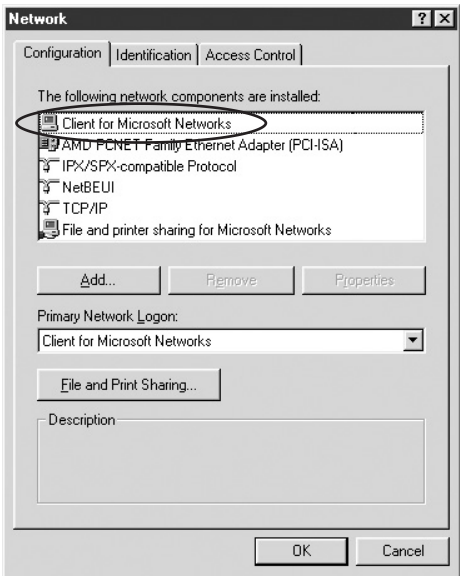 Network
Configuration Identification Access Control
The following network components are installed:
Client for Microsoft Networks
AMD PCNET Family Ethernet Adapter (PCI-ISA)
IPX/SPX-compatible Protocol
NetBEUI
TCP/IP
File and printer sharing for Microsoft Networks
Add... Remove Properties
Primary Network Logon:
Client for Microsoft Networks
File and Print Sharing...
Description
OK Cancel